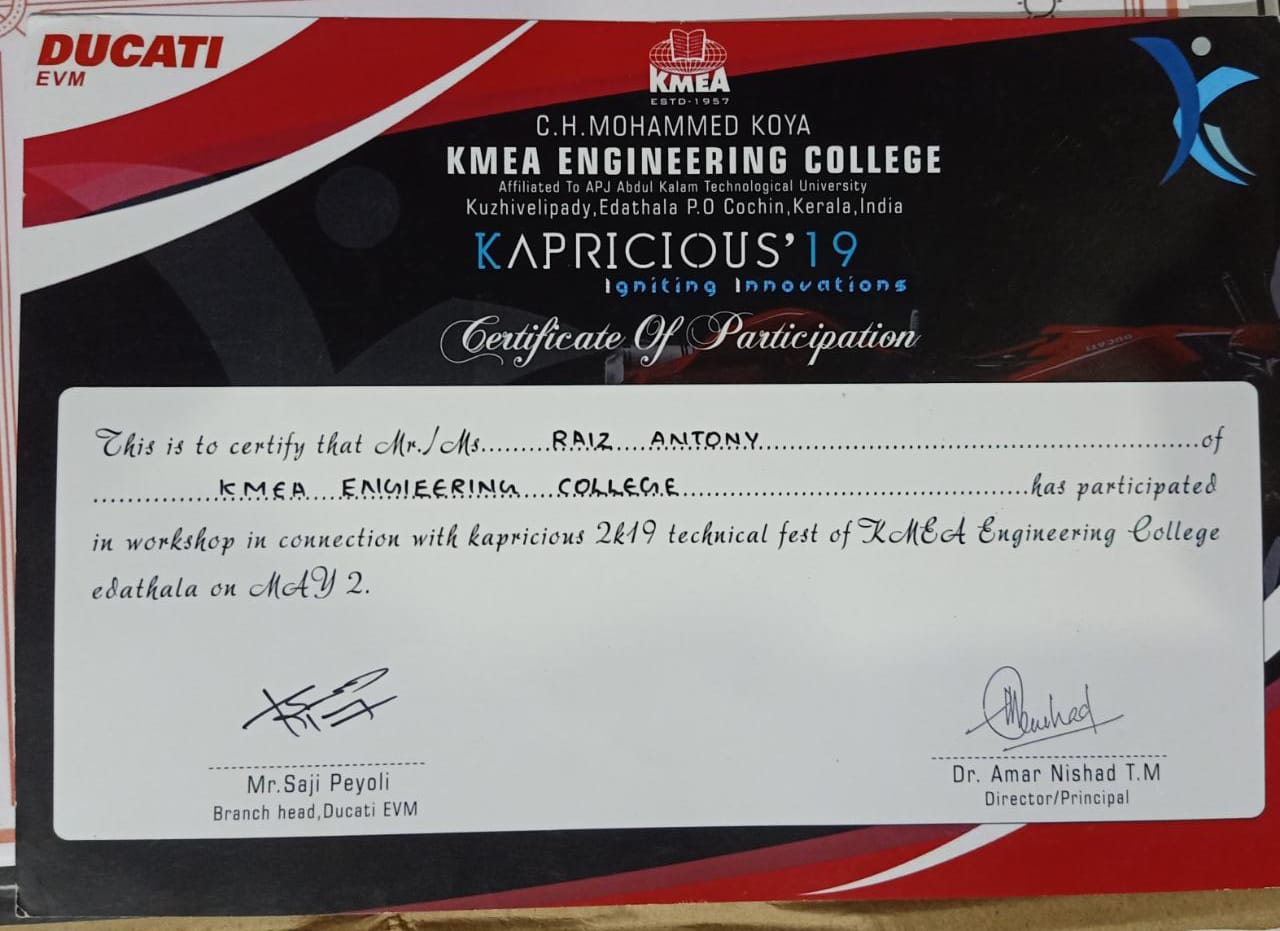 DUCATI
EVM
KMEA
ESTD-1957
C.H.MOHAMMED KOYA
KMEA ENGINEERING COLLEGE
Affiliated To APJ Abdul Kalam Technological University
Kuzhivelipady,Edathala P.O Cochin,Kerala,India
KAPRICIOUS'19
Igniting Innovations
Certificate Of Participation
DUCATI
This is to certify that Mr./Ms.......RAIZ....ANTONY.......................................................of
................KMEA....ENGIEERING....COLLEGE............................................has participated
in workshop in connection with kapricious 2k19 technical fest of KMEA Engineering College
edathala on MAY 2.
Mr.Saji Peyoli
Branch head,Ducati EVM
Dr. Amar Nishad T.M
Director/Principal